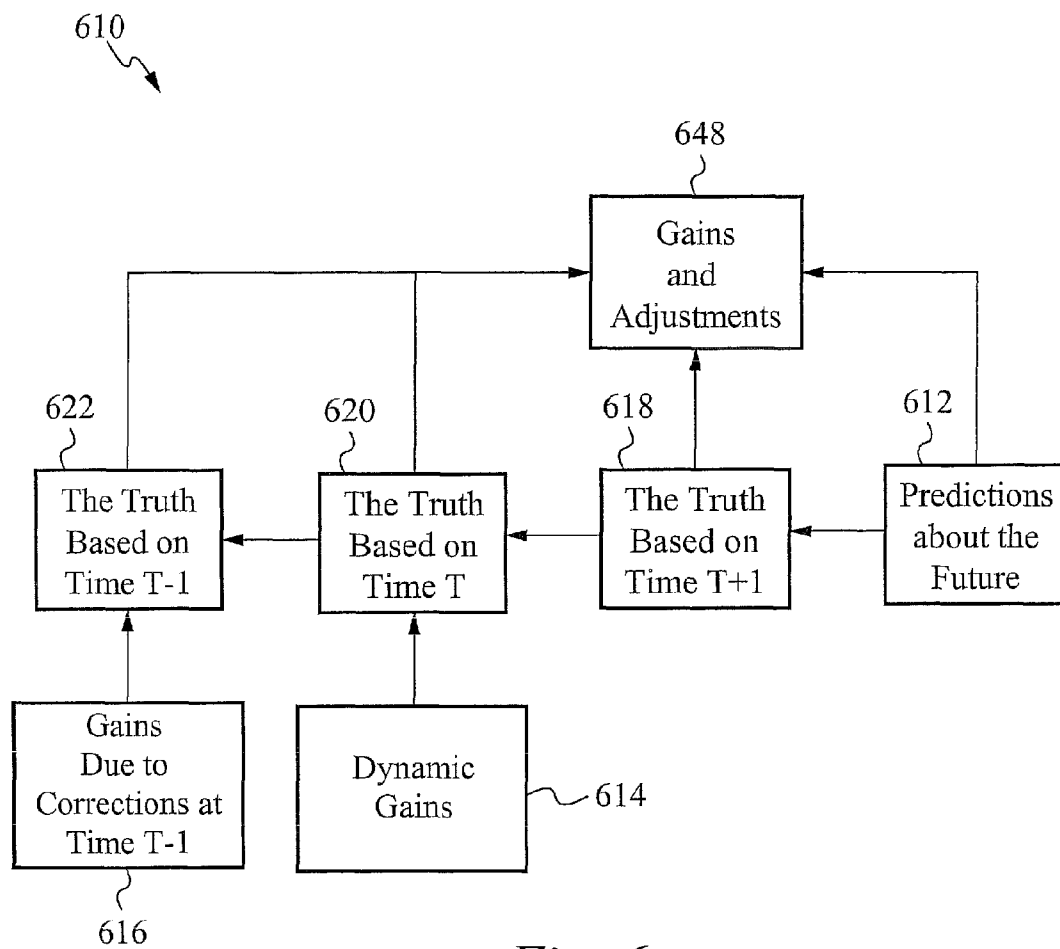 610
648
Gains
and
Adjustments
622
620
618
612
The Truth
Based on
Time T-1
The Truth
Based on
Time T
The Truth
Based on
Time T+1
Predictions
about the
Future
Gains
Due to
Corrections at
Time T-1
Dynamic
Gains
614
616